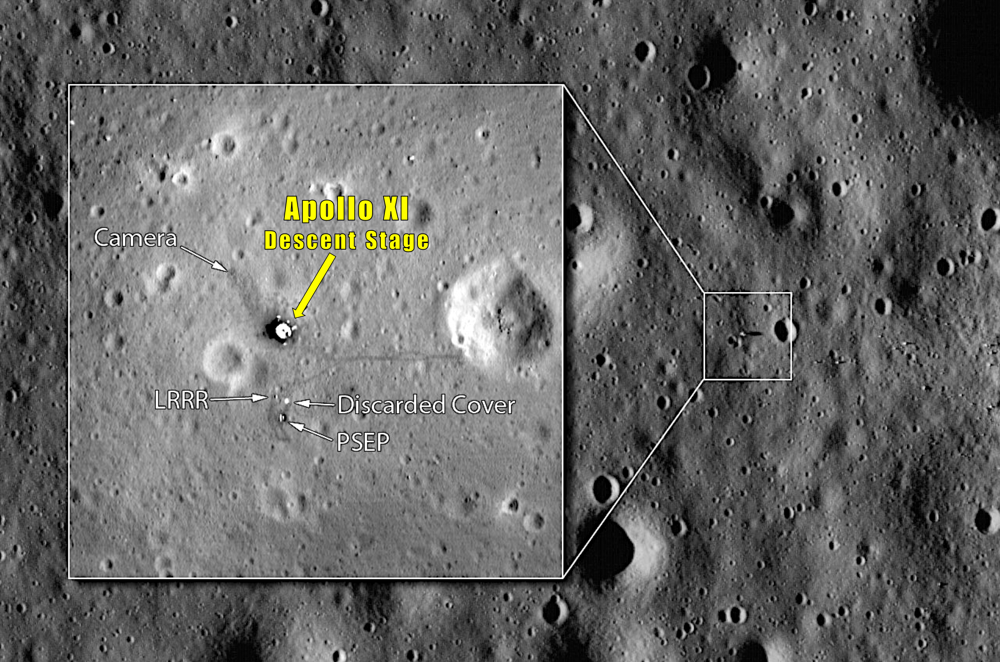 Apollo XI
Descent Stage
Camera
LRRR
Discarded Cover
PSEP